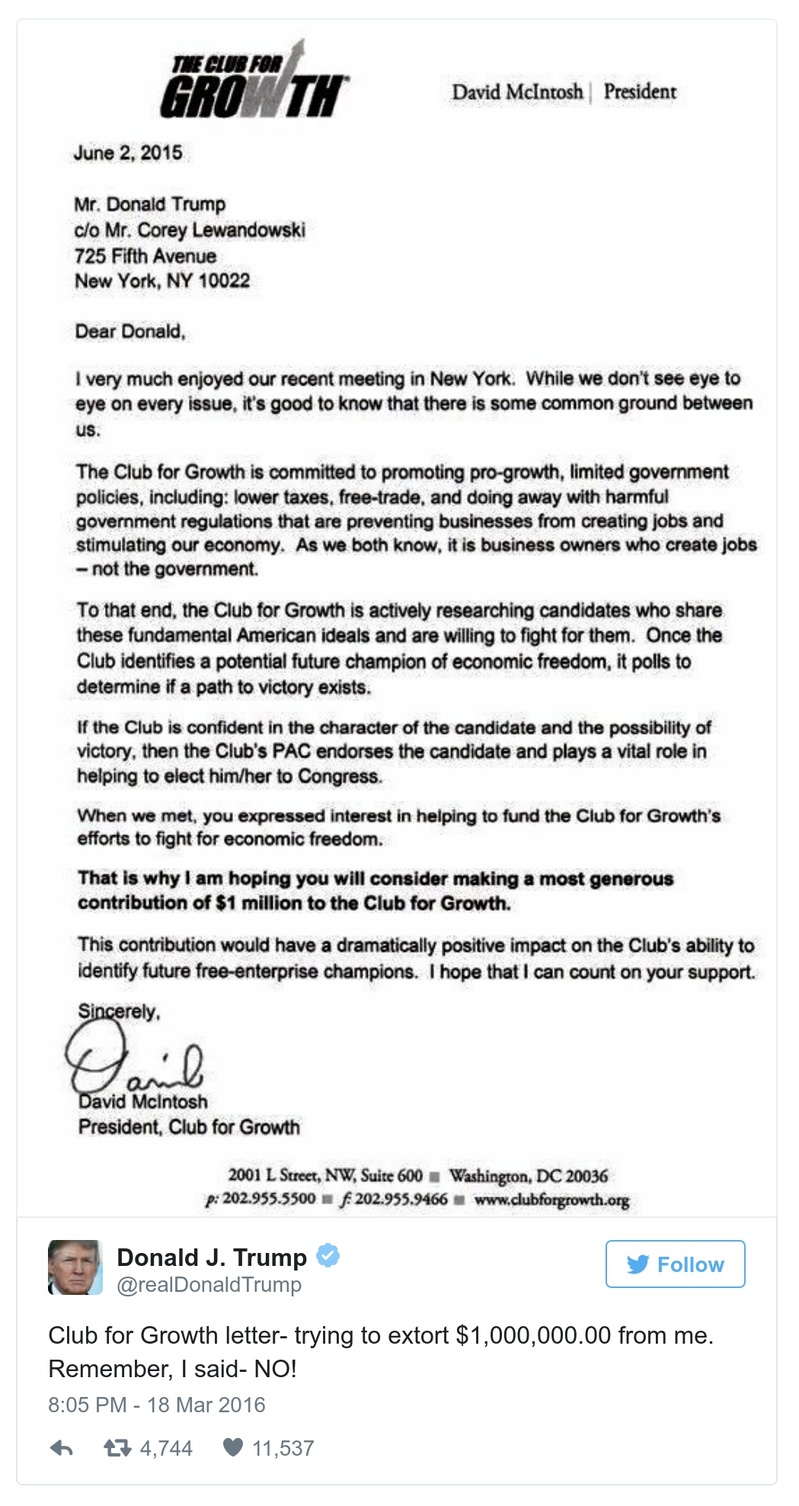 THE CLUB FOR
GROWTH
David McIntosh | President
June 2, 2015
Mr. Donald Trump
c/o Mr. Corey Lewandowski
725 Fifth Avenue
New York, NY 10022
Dear Donald,
I very much enjoyed our recent meeting in New York. While we don't see eye to
eye on every issue, it's good to know that there is some common ground between
us.
The Club for Growth is committed to promoting pro-growth, limited government
policies, including: lower taxes, free-trade, and doing away with harmful
government regulations that are preventing businesses from creating jobs and
stimulating our economy. As we both know, it is business owners who create jobs
– not the government.
To that end, the Club for Growth is actively researching candidates who share
these fundamental American ideals and are willing to fight for them. Once the
Club identifies a potential future champion of economic freedom, it polls to
determine if a path to victory exists.
If the Club is confident in the character of the candidate and the possibility of
victory, then the Club's PAC endorses the candidate and plays a vital role in
helping to elect him/her to Congress.
When we met, you expressed interest in helping to fund the Club for Growth's
efforts to fight for economic freedom.
That is why I am hoping you will consider making a most generous
contribution of $1 million to the Club for Growth.
This contribution would have a dramatically positive impact on the Club's ability to
identify future free-enterprise champions. I hope that I can count on your support.
Sincerely,
David
David McIntosh
President, Club for Growth
2001 L Street, NW, Suite 600 ■ Washington, DC 20036
p: 202.955.5500 ■ f: 202.955.9466 ■ www.clubforgrowth.org
Donald J. Trump
@realDonaldTrump
Follow
Club for Growth letter- trying to extort $1,000,000.00 from me.
Remember, I said- NO!
8:05 PM - 18 Mar 2016
4,744 11,537